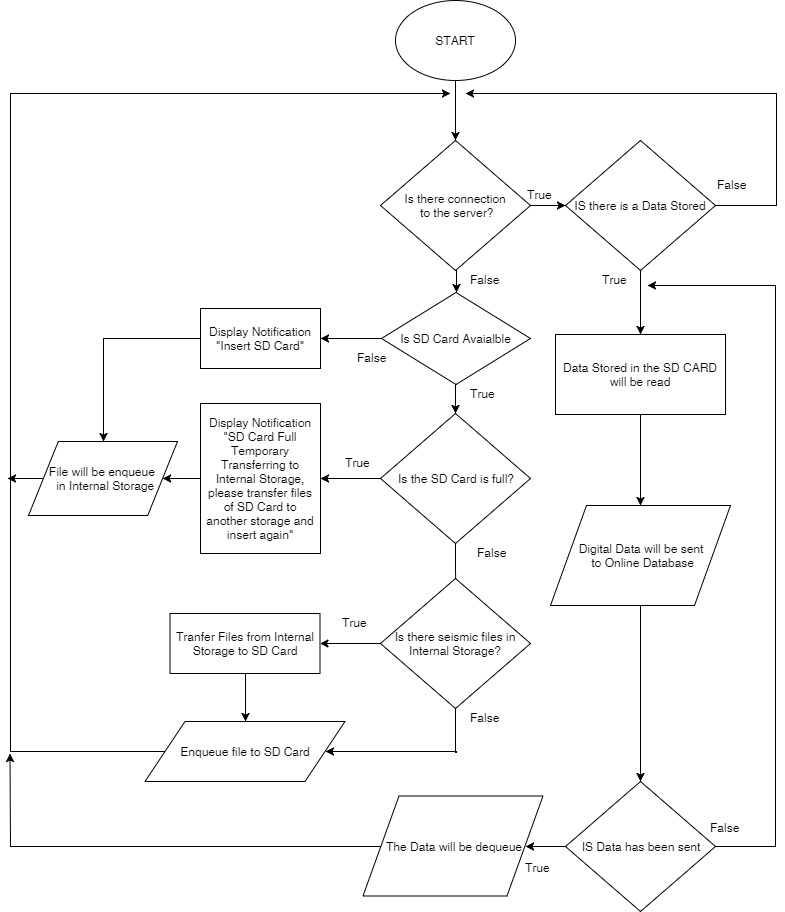 START
Is there connection
to the server?
True
IS there is a Data Stored
False
False
True
Is SD Card Avaialble
False
Display Notification
"Insert SD Card"
True
Data Stored in the SD CARD
will be read
Is the SD Card is full?
True
Display Notification
"SD Card Full
Temporary
Transferring to
Internal Storage,
please transfer files
of SD Card to
another storage and
insert again"
File will be enqueue
in Internal Storage
False
Digital Data will be sent
to Online Database
Is there seismic files in
Internal Storage?
True
Tranfer Files from Internal
Storage to SD Card
False
Enqueue file to SD Card
IS Data has been sent
False
True
The Data will be dequeue